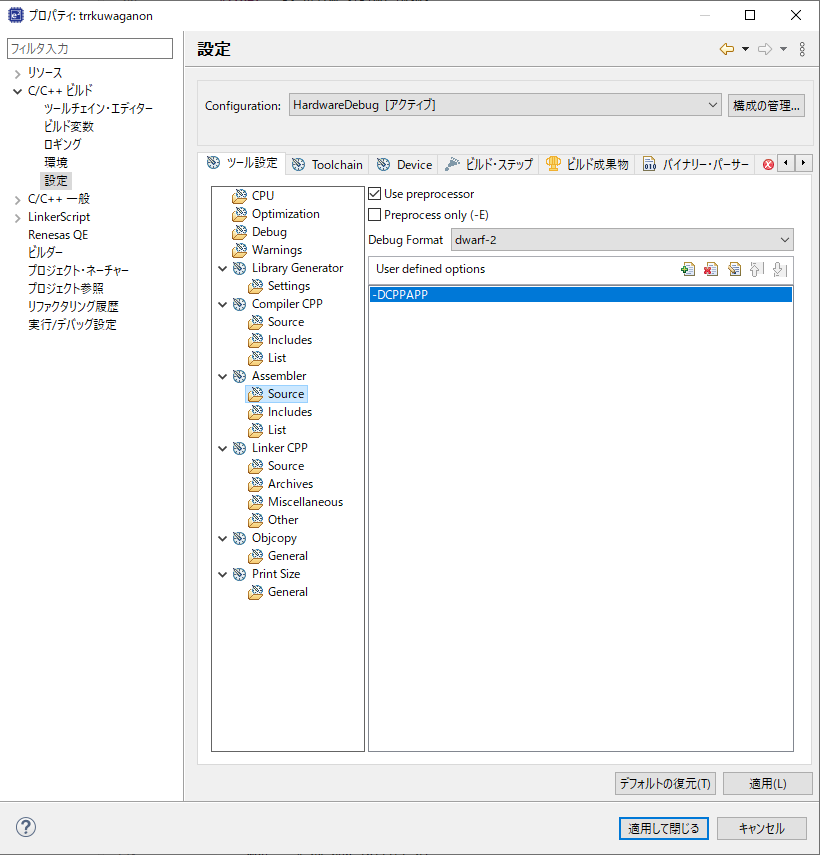 プロパティ: trrkuwaganon
フィルタ入力
リソース
C/C++ ビルド
ツールチェイン・エディター
ビルド変数
ロギング
環境
設定
C/C++ 一般
LinkerScript
Renesas QE
ビルダー
プロジェクト・ネーチャー
プロジェクト参照
リファクタリング履歴
実行/デバッグ設定
設定
Configuration:
HardwareDebug [アクティブ]
構成の管理...
ツール設定
Toolchain
Device
ビルド・ステップ
ビルド成果物
バイナリー・パーサー
CPU
Optimization
Debug
Warnings
Library Generator
Settings
Compiler CPP
Source
Includes
List
Assembler
Source
Includes
List
Linker CPP
Source
Archives
Miscellaneous
Other
Objcopy
General
Print Size
General
Use preprocessor
Preprocess only (-E)
Debug Format
dwarf-2
User defined options
-DCPPAPP
デフォルトの復元(T)
適用(L)
適用して閉じる
キャンセル